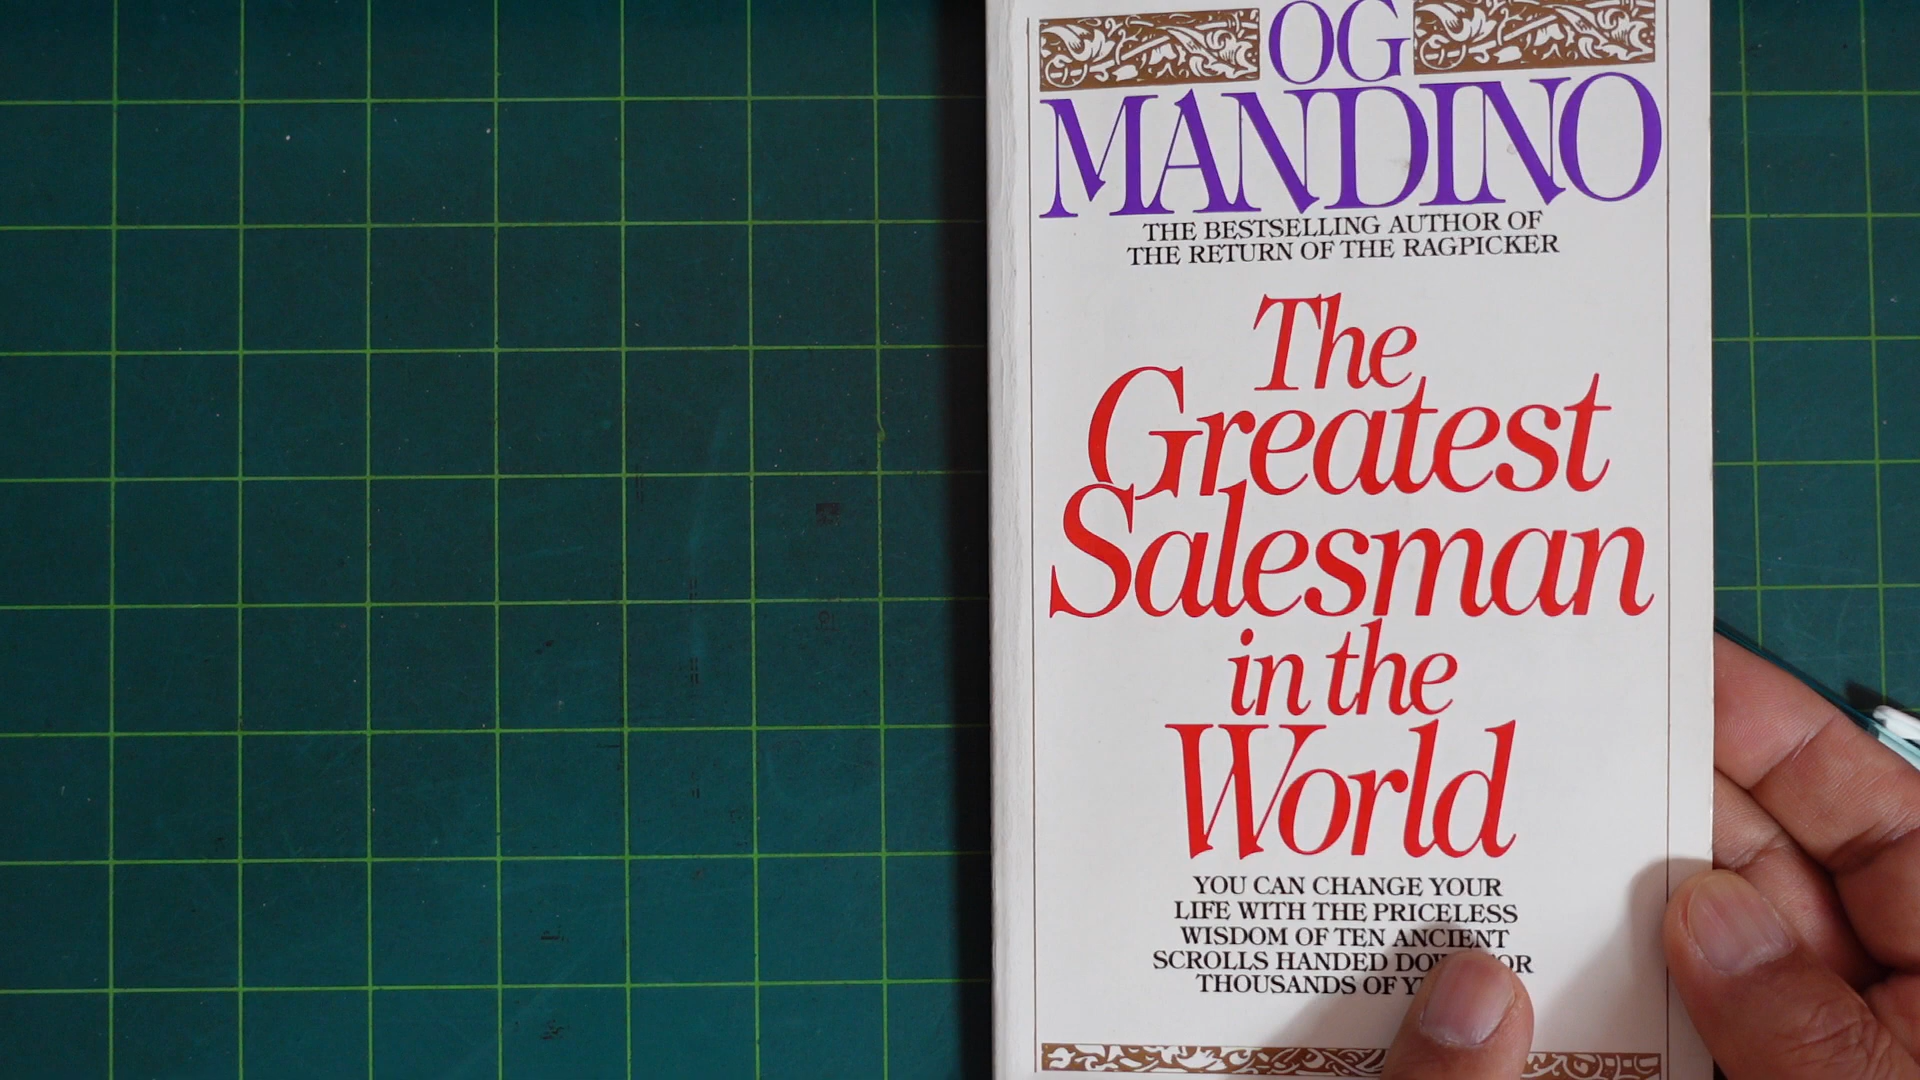 OG
MANDINO
THE BESTSELLING AUTHOR OF
THE RETURN OF THE RAGPICKER
The
Greatest
Salesman
in the
World
YOU CAN CHANGE YOUR
LIFE WITH THE PRICELESS
WISDOM OF TEN ANCIENT
SCROLLS HANDED
THOUSANDS OF